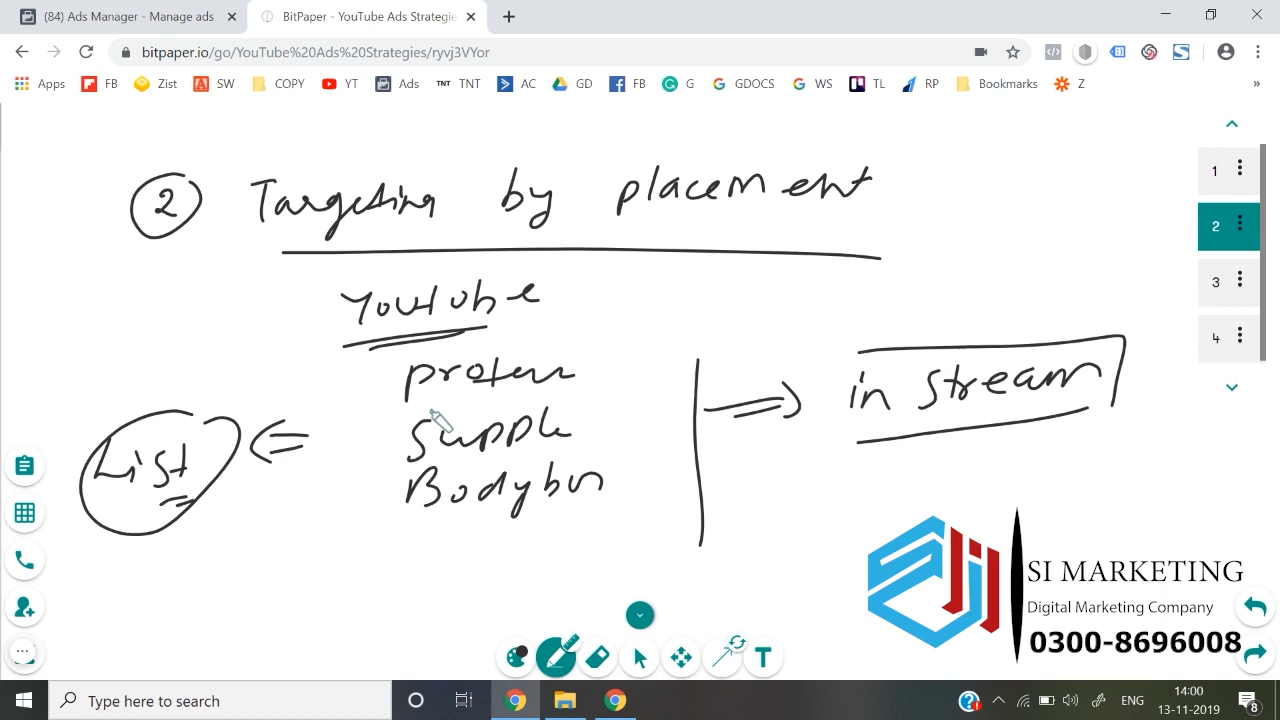 (84) Ads Manager - Manage ads
BitPaper - YouTube Ads Strategie
bitpaper.io/go/YouTube%20Ads%20Strategies/ryvj3VYor
Apps FB Zist SW COPY YT Ads TNT TNT AC GD FB G GDOCS WS TL RP Bookmarks Z »
2 Targeting by placement
Youtube
protein
supple
Bodybui
List
in stream
1
2
3
4
SI MARKETING
Digital Marketing Company
0300-8696008
T
Type here to search
ENG
14:00
13-11-2019
8